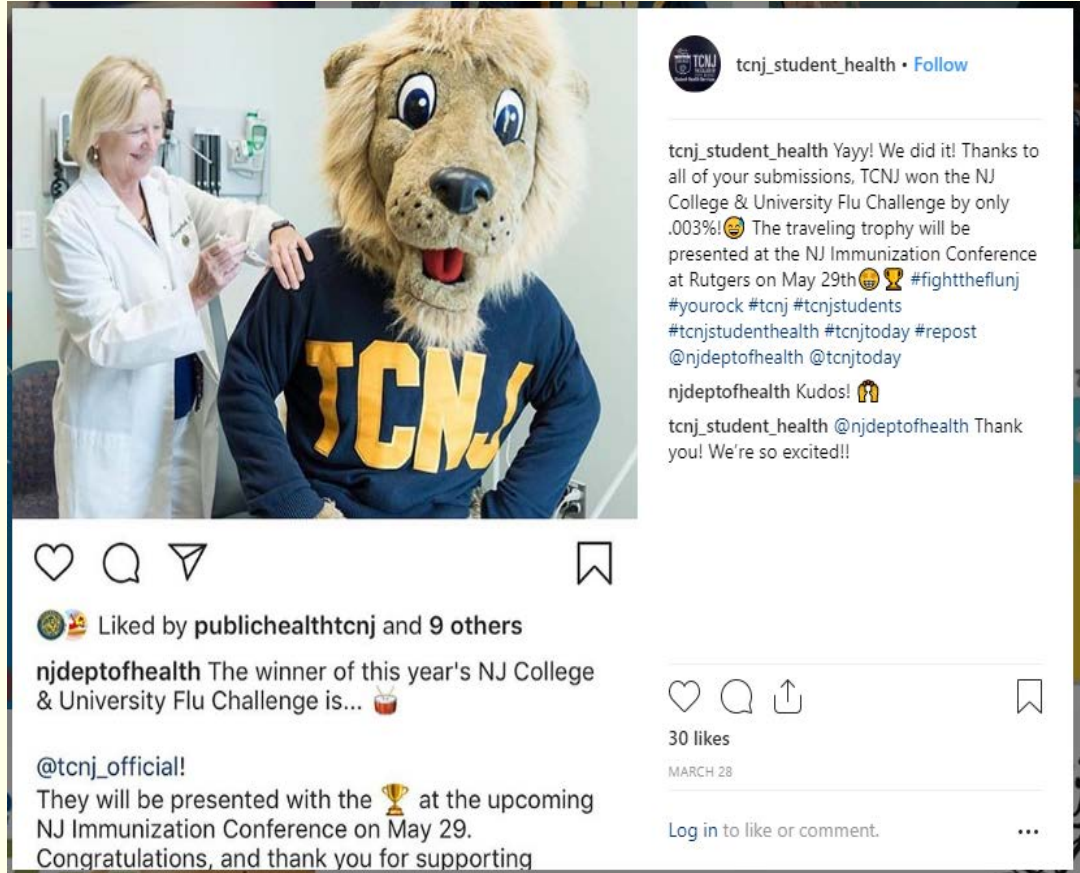 TCNJ
Liked by publichealthtcnj and 9 others
njdeptofhealth The winner of this year's NJ College
& University Flu Challenge is... 🥁
@tcnj_official!
They will be presented with the 🏆 at the upcoming
NJ Immunization Conference on May 29.
Congratulations, and thank you for supporting
TCNJ
tcnj_student_health • Follow
tcnj_student_health Yayy! We did it! Thanks to
all of your submissions, TCNJ won the NJ
College & University Flu Challenge by only
.003%!😅 The traveling trophy will be
presented at the NJ Immunization Conference
at Rutgers on May 29th😁🏆 #fighttheflunj
#yourock #tcnj #tcnjstudents
#tcnjstudenthealth #tcnjtoday #repost
@njdeptofhealth @tcnjtoday
njdeptofhealth Kudos! 🙌
tcnj_student_health @njdeptofhealth Thank
you! We're so excited!!
30 likes
MARCH 28
Log in to like or comment.